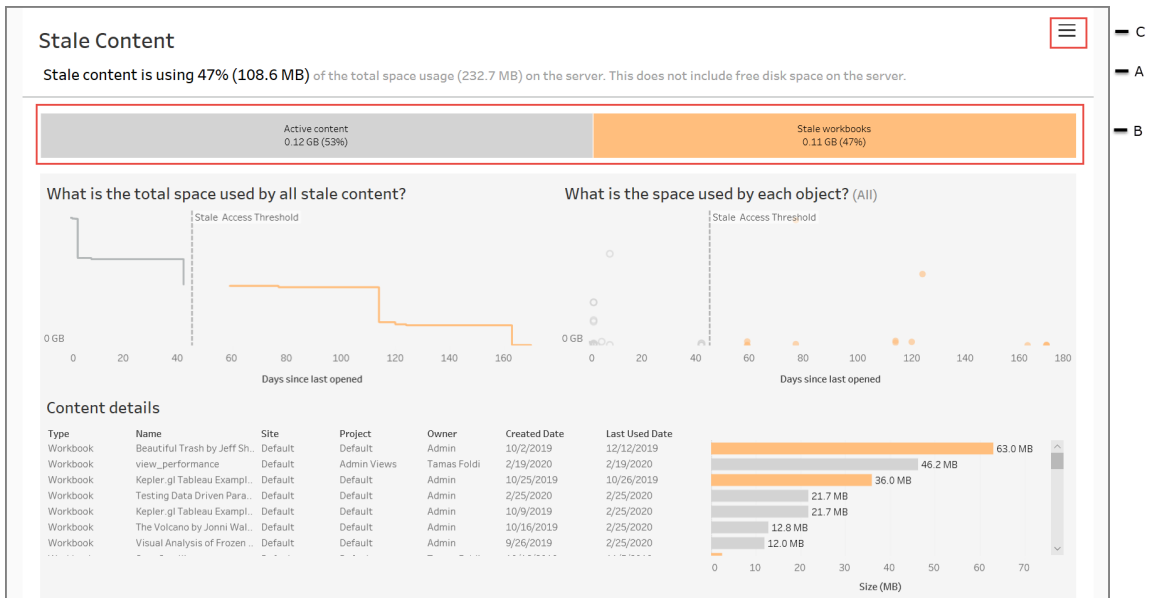 Stale Content
C
Stale content is using 47% (108.6 MB) of the total space usage (232.7 MB) on the server. This does not include free disk space on the server.
A
Active content
0.12 GB (53%)
Stale workbooks
0.11 GB (47%)
B
What is the total space used by all stale content?
Stale Access Threshold
0 GB
0 20 40 60 80 100 120 140 160
Days since last opened
What is the space used by each object? (All)
Stale Access Threshold
0 GB
0 20 40 60 80 100 120 140 160 180
Days since last opened
Content details
Type Name Site Project Owner Created Date Last Used Date
Workbook Beautiful Trash by Jeff Sh.. Default Default Admin 10/2/2019 12/12/2019 63.0 MB
Workbook view_performance Default Admin Views Tamas Foldi 2/19/2020 2/19/2020 46.2 MB
Workbook Kepler.gl Tableau Exampl.. Default Default Admin 10/25/2019 10/26/2019 36.0 MB
Workbook Testing Data Driven Para.. Default Default Admin 2/25/2020 2/25/2020 21.7 MB
Workbook Kepler.gl Tableau Exampl.. Default Default Admin 10/9/2019 2/25/2020 21.7 MB
Workbook The Volcano by Jonni Wal.. Default Default Admin 10/16/2019 2/25/2020 12.8 MB
Workbook Visual Analysis of Frozen .. Default Default Admin 9/26/2019 2/25/2020 12.0 MB
0 10 20 30 40 50 60 70
Size (MB)